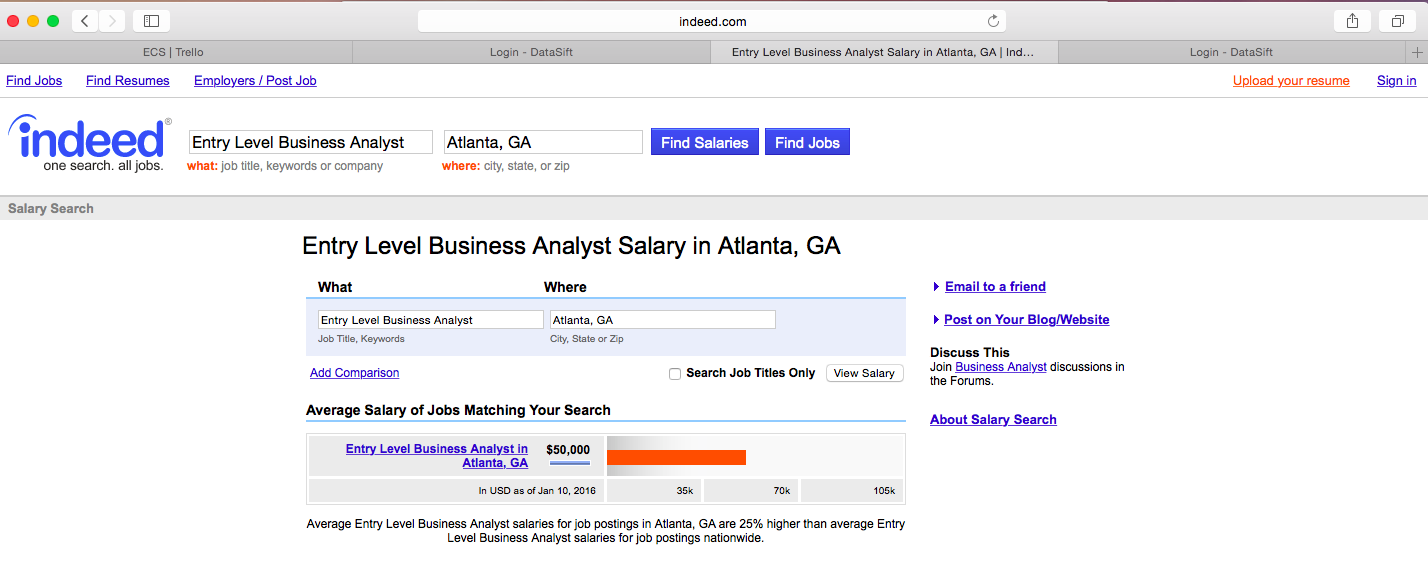 indeed.com
ECS | Trello
Login - DataSift
Entry Level Business Analyst Salary in Atlanta, GA | Ind…
Login - DataSift
Find Jobs
Find Resumes
Employers / Post Job
Upload your resume
Sign in
indeed®
one search. all jobs.
Entry Level Business Analyst
what: job title, keywords or company
Atlanta, GA
where: city, state, or zip
Find Salaries
Find Jobs
Salary Search
Entry Level Business Analyst Salary in Atlanta, GA
What
Where
Entry Level Business Analyst
Atlanta, GA
Job Title, Keywords
City, State or Zip
Add Comparison
Search Job Titles Only
View Salary
Average Salary of Jobs Matching Your Search
Entry Level Business Analyst in
Atlanta, GA
$50,000
In USD as of Jan 10, 2016
35k
70k
105k
Average Entry Level Business Analyst salaries for job postings in Atlanta, GA are 25% higher than average Entry
Level Business Analyst salaries for job postings nationwide.
Email to a friend
Post on Your Blog/Website
Discuss This
Join Business Analyst discussions in
the Forums.
About Salary Search